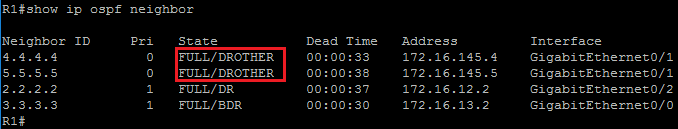 R1#show ip ospf neighbor
Neighbor ID     Pri   State           Dead Time   Address         Interface
4.4.4.4           0   FULL/DROTHER    00:00:33    172.16.145.4    GigabitEthernet0/1
5.5.5.5           0   FULL/DROTHER    00:00:38    172.16.145.5    GigabitEthernet0/1
2.2.2.2           1   FULL/DR         00:00:37    172.16.12.2     GigabitEthernet0/2
3.3.3.3           1   FULL/BDR        00:00:30    172.16.13.2     GigabitEthernet0/0
R1#